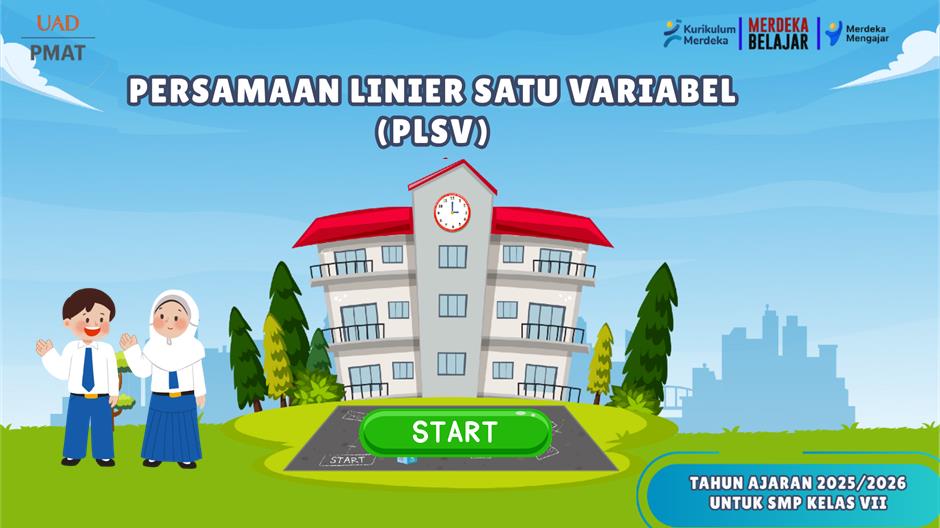 UAD
PMAT
Kurikulum
Merdeka
MERDEKA
BELAJAR
Merdeka
Mengajar
PERSAMAAN LINIER SATU VARIABEL
(PLSV)
START
START
TAHUN AJARAN 2025/2026
UNTUK SMP KELAS VII